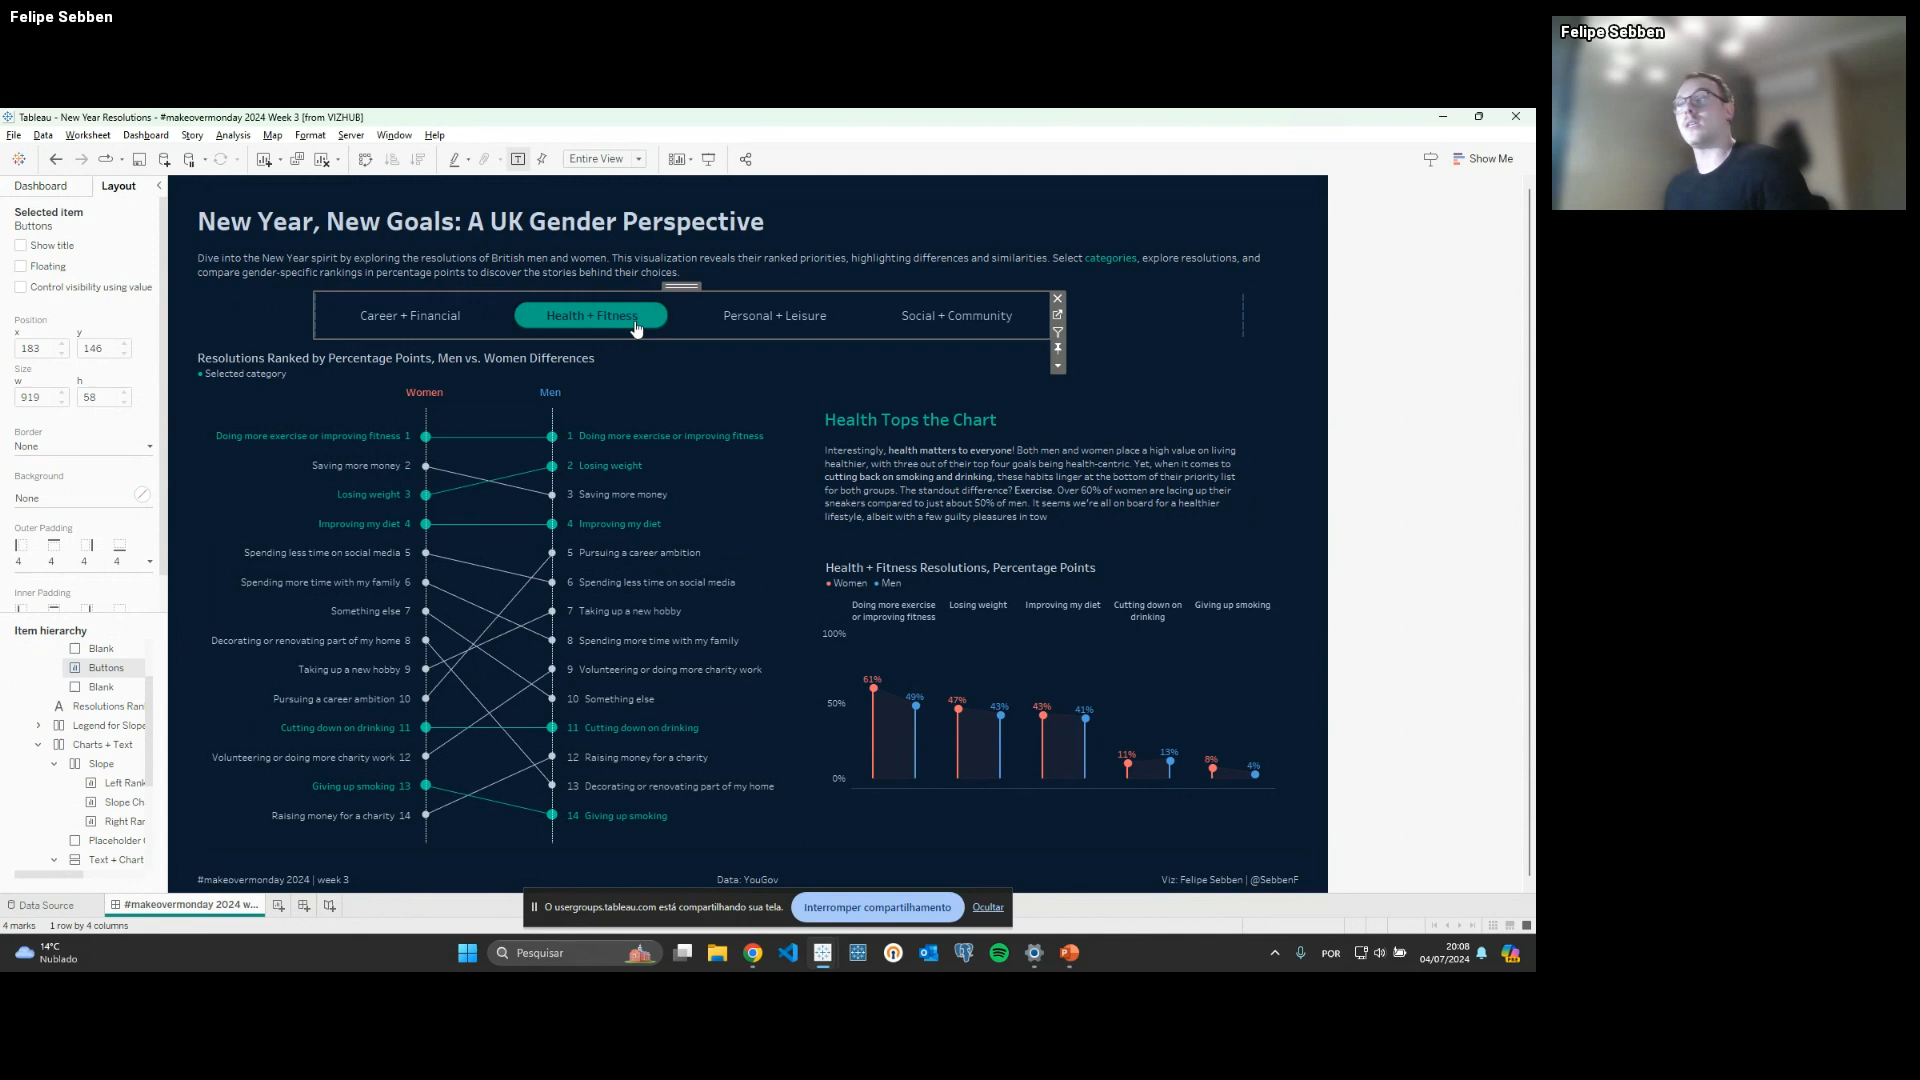 Felipe Sebben
Felipe Sebben
Tableau - New Year Resolutions - #makeovermonday 2024 Week 3 [from VIZHUB]
File Data Worksheet Dashboard Story Analysis Map Format Server Window Help
Entire View
Show Me
Dashboard Layout
Selected item
Buttons
Show title
Floating
Control visibility using value
Position
x y
183 146
Size
w h
919 58
Border
None
Background
None
Outer Padding
4 4 4 4
Inner Padding
Item hierarchy
Blank
Buttons
Blank
Resolutions Ran
Legend for Slope
Charts + Text
Slope
Left Rank
Slope Ch
Right Rar
Placeholder
Text + Chart
New Year, New Goals: A UK Gender Perspective
Dive into the New Year spirit by exploring the resolutions of British men and women. This visualization reveals their ranked priorities, highlighting differences and similarities. Select categories, explore resolutions, and
compare gender-specific rankings in percentage points to discover the stories behind their choices.
Career + Financial Health + Fitness Personal + Leisure Social + Community
Resolutions Ranked by Percentage Points, Men vs. Women Differences
Selected category
Women Men
Doing more exercise or improving fitness 1 1 Doing more exercise or improving fitness
Saving more money 2 2 Losing weight
Losing weight 3 3 Saving more money
Improving my diet 4 4 Improving my diet
Spending less time on social media 5 5 Pursuing a career ambition
Spending more time with my family 6 6 Spending less time on social media
Something else 7 7 Taking up a new hobby
Decorating or renovating part of my home 8 8 Spending more time with my family
Taking up a new hobby 9 9 Volunteering or doing more charity work
Pursuing a career ambition 10 10 Something else
Cutting down on drinking 11 11 Cutting down on drinking
Volunteering or doing more charity work 12 12 Raising money for a charity
Giving up smoking 13 13 Decorating or renovating part of my home
Raising money for a charity 14 14 Giving up smoking
Health Tops the Chart
Interestingly, health matters to everyone! Both men and women place a high value on living
healthier, with three out of their top four goals being health-centric. Yet, when it comes to
cutting back on smoking and drinking, these habits linger at the bottom of their priority list
for both groups. The standout difference? Exercise. Over 60% of women are lacing up their
sneakers compared to just about 50% of men. It seems we're all on board for a healthier
lifestyle, albeit with a few guilty pleasures in tow
Health + Fitness Resolutions, Percentage Points
Women Men
Doing more exercise Losing weight Improving my diet Cutting down on Giving up smoking
or improving fitness drinking
100%
50%
0%
61% 49% 47% 43% 43% 41% 11% 13% 8% 4%
#makeovermonday 2024 | week 3 Data: YouGov Viz: Felipe Sebben | @SebbenF
Data Source #makeovermonday 2024 w...
O usergroups.tableau.com está compartilhando sua tela. Interromper compartilhamento Ocultar
4 marks 1 row by 4 columns
14°C
Nublado
Pesquisar
POR
20:08
04/07/2024